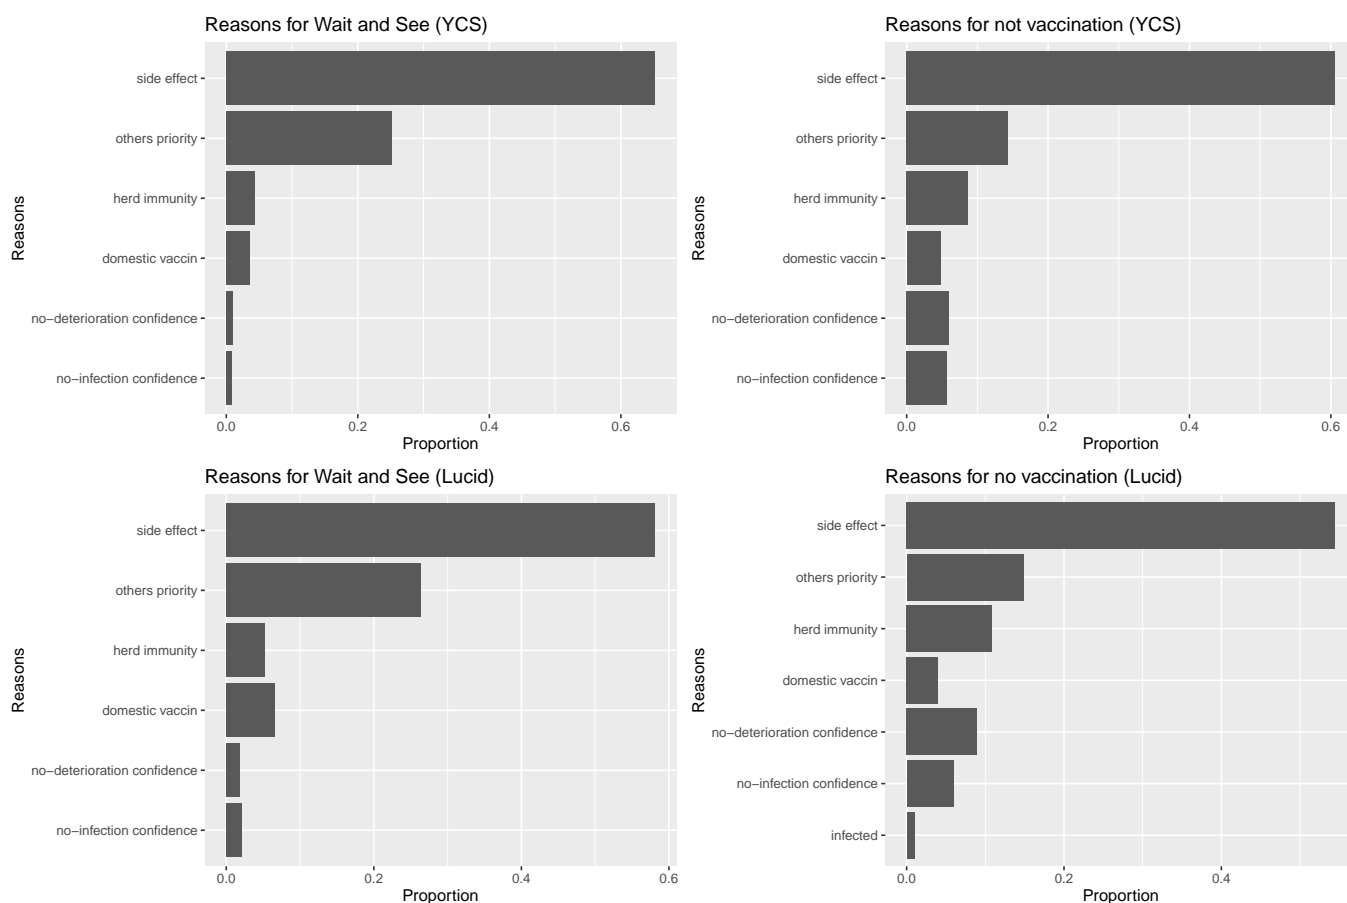 Reasons for Wait and See (YCS)
Reasons
side effect
others priority
herd immunity
domestic vaccin
no−deterioration confidence
no−infection confidence
0.0 0.2 0.4 0.6
Proportion
Reasons for not vaccination (YCS)
Reasons
side effect
others priority
herd immunity
domestic vaccin
no−deterioration confidence
no−infection confidence
0.0 0.2 0.4 0.6
Proportion
Reasons for Wait and See (Lucid)
Reasons
side effect
others priority
herd immunity
domestic vaccin
no−deterioration confidence
no−infection confidence
0.0 0.2 0.4 0.6
Proportion
Reasons for no vaccination (Lucid)
Reasons
side effect
others priority
herd immunity
domestic vaccin
no−deterioration confidence
no−infection confidence
infected
0.0 0.2 0.4
Proportion